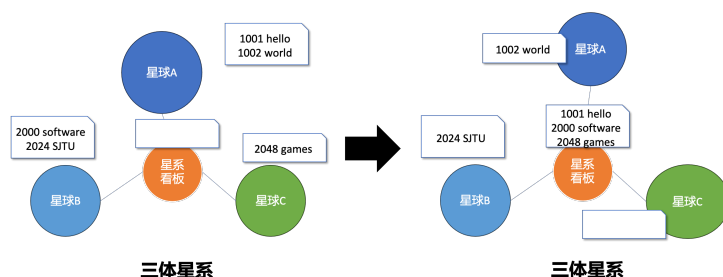 1001 hello
1002 world
星球A
2000 software
2024 SJTU
2048 games
星系
看板
星球B
星球C
三体星系
星球A
1002 world
1001 hello
2000 software
2048 games
2024 SJTU
星系
看板
星球B
星球C
三体星系